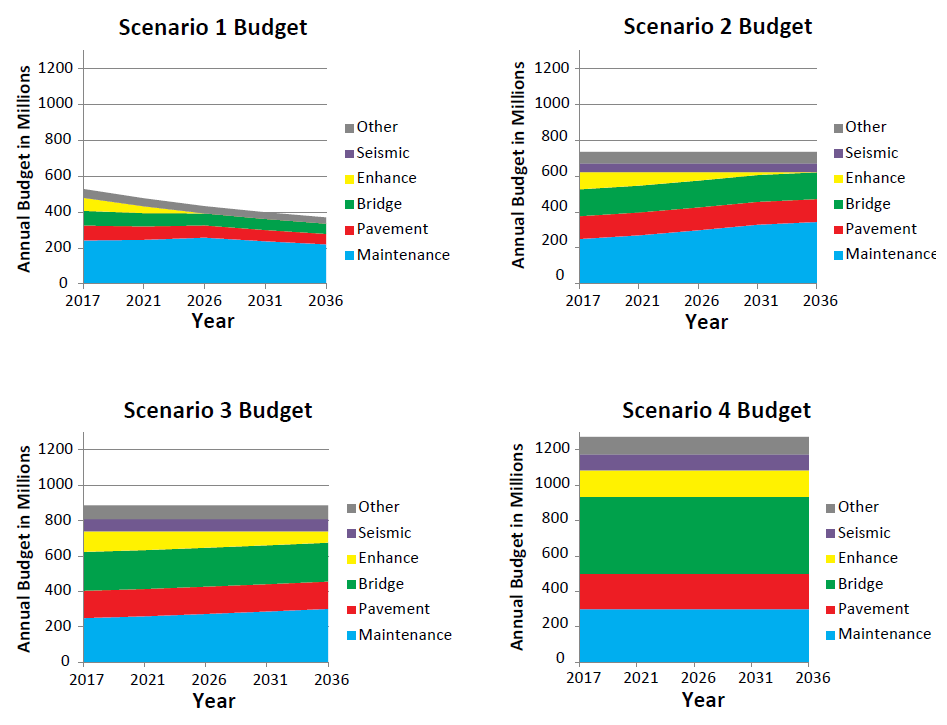 Scenario 1 Budget
Annual Budget in Millions
1200
1000
800
600
400
200
0
2017 2021 2026 2031 2036
Year
Other
Seismic
Enhance
Bridge
Pavement
Maintenance
Scenario 2 Budget
Annual Budget in Millions
1200
1000
800
600
400
200
0
2017 2021 2026 2031 2036
Year
Other
Seismic
Enhance
Bridge
Pavement
Maintenance
Scenario 3 Budget
Annual Budget in Millions
1200
1000
800
600
400
200
0
2017 2021 2026 2031 2036
Year
Other
Seismic
Enhance
Bridge
Pavement
Maintenance
Scenario 4 Budget
Annual Budget in Millions
1200
1000
800
600
400
200
0
2017 2021 2026 2031 2036
Year
Other
Seismic
Enhance
Bridge
Pavement
Maintenance